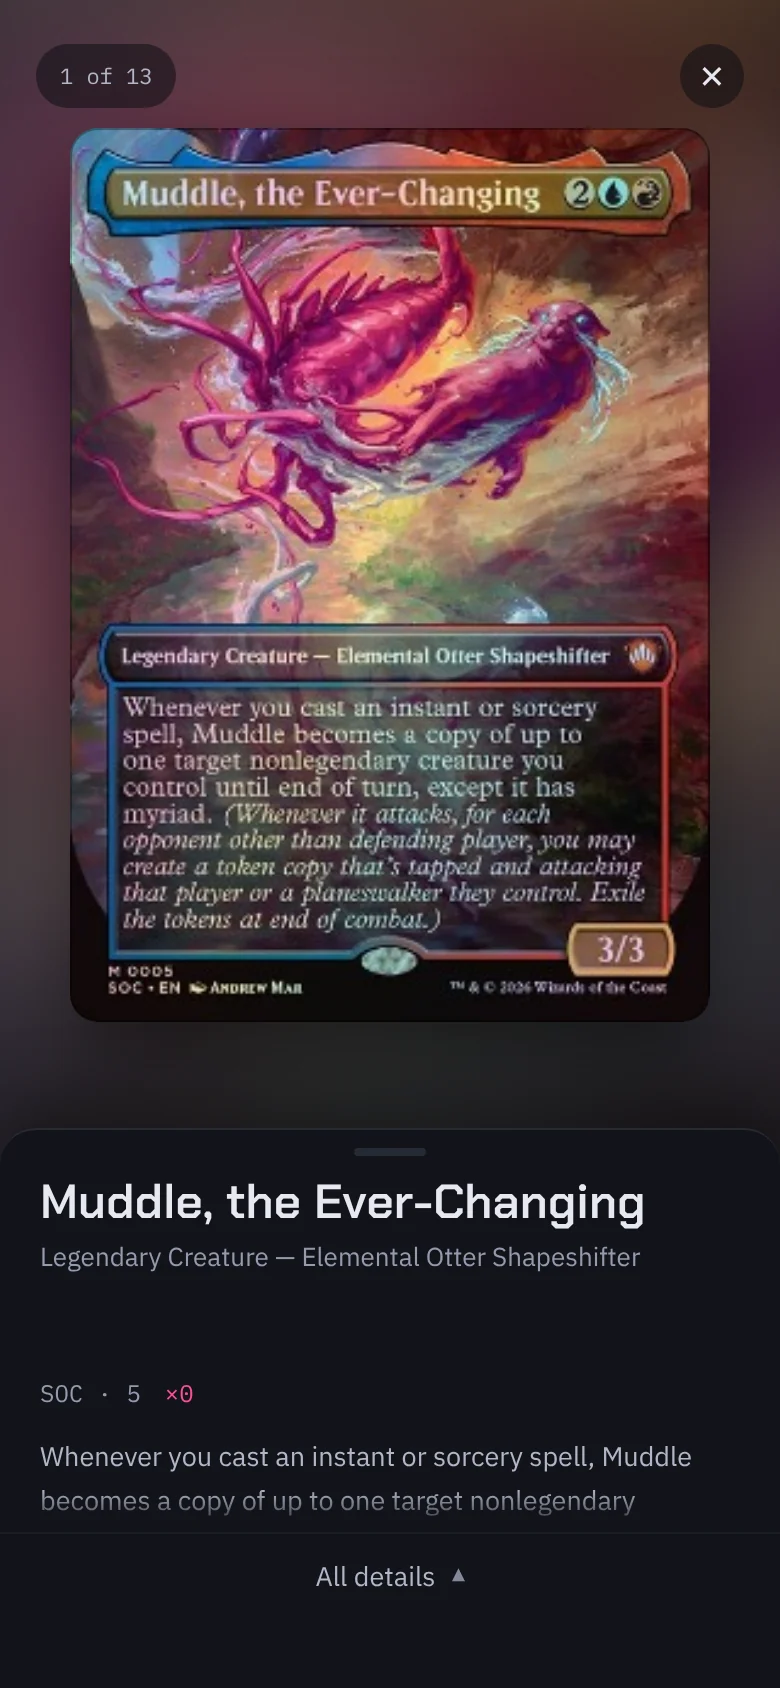 1 of 13
Muddle, the Ever-Changing 2
Legendary Creature — Elemental Otter Shapeshifter
Whenever you cast an instant or sorcery
spell, Muddle becomes a copy of up to
one target nonlegendary creature you
control until end of turn, except it has
myriad. (Whenever it attacks, for each
opponent other than defending player, you may
create a token copy that's tapped and attacking
that player or a planeswalker they control. Exile
the tokens at end of combat.)
3/3
M 0005
SOC • EN ANDREW MAR
™ & © 2026 Wizards of the Coast
Muddle, the Ever-Changing
Legendary Creature — Elemental Otter Shapeshifter
SOC · 5 ×0
Whenever you cast an instant or sorcery spell, Muddle
becomes a copy of up to one target nonlegendary
All details ▲